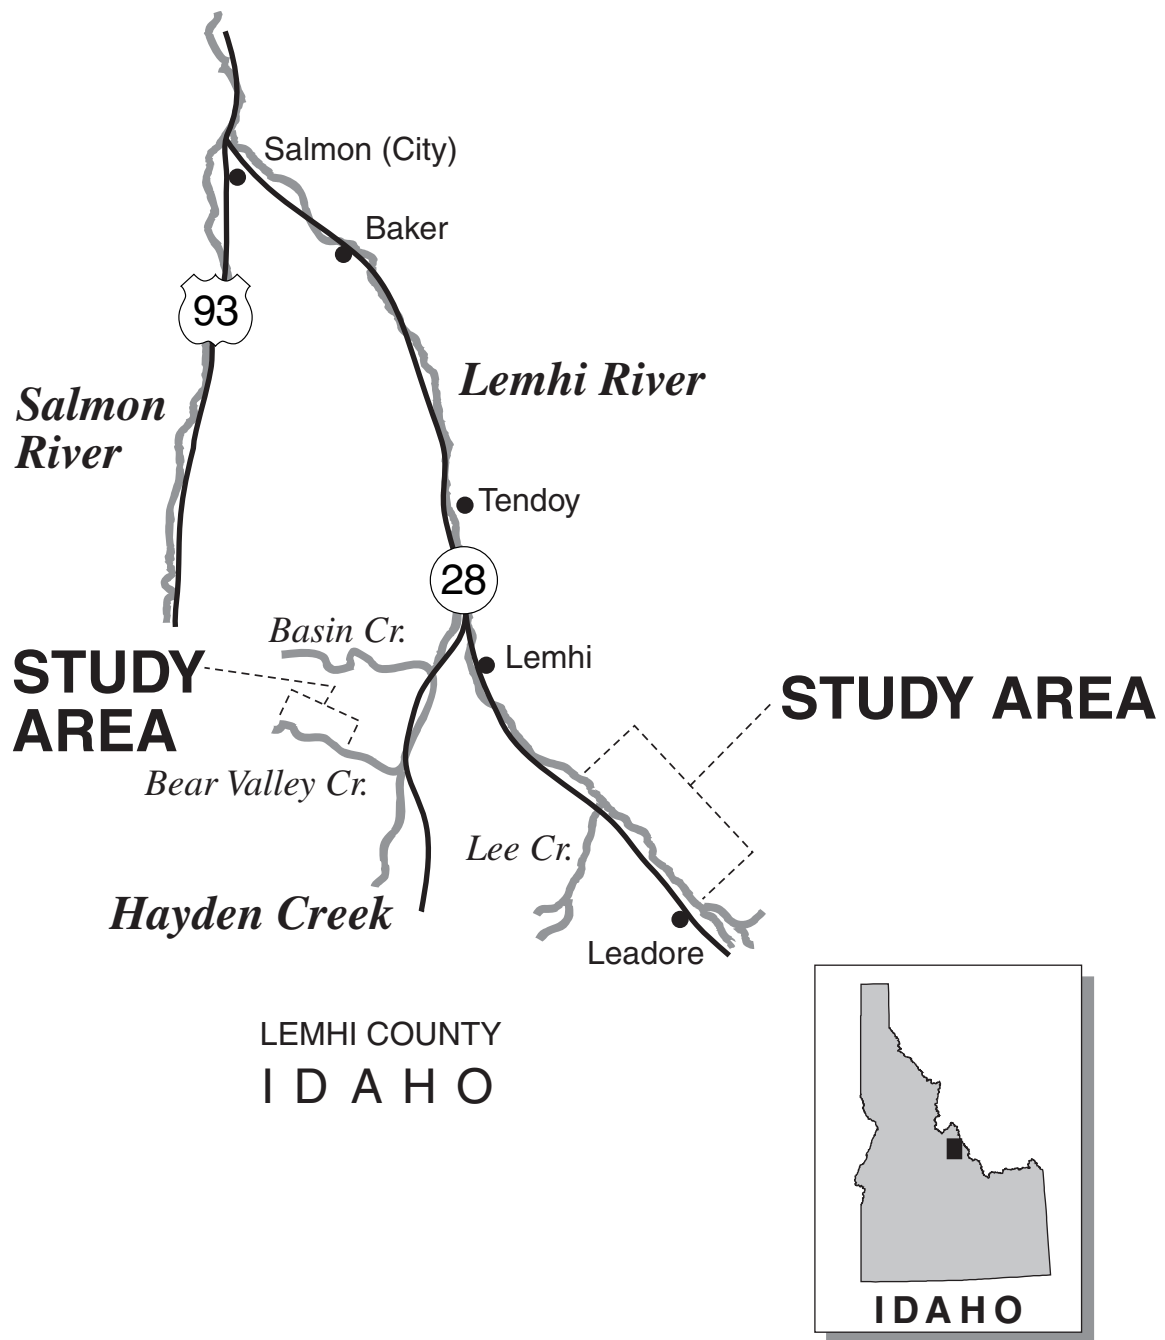 Salmon (City)
Baker
93
Lemhi River
Salmon
River
Tendoy
28
Basin Cr.
Lemhi
STUDY
AREA
STUDY AREA
Bear Valley Cr.
Lee Cr.
Hayden Creek
Leadore
LEMHI COUNTY
IDAHO
IDAHO